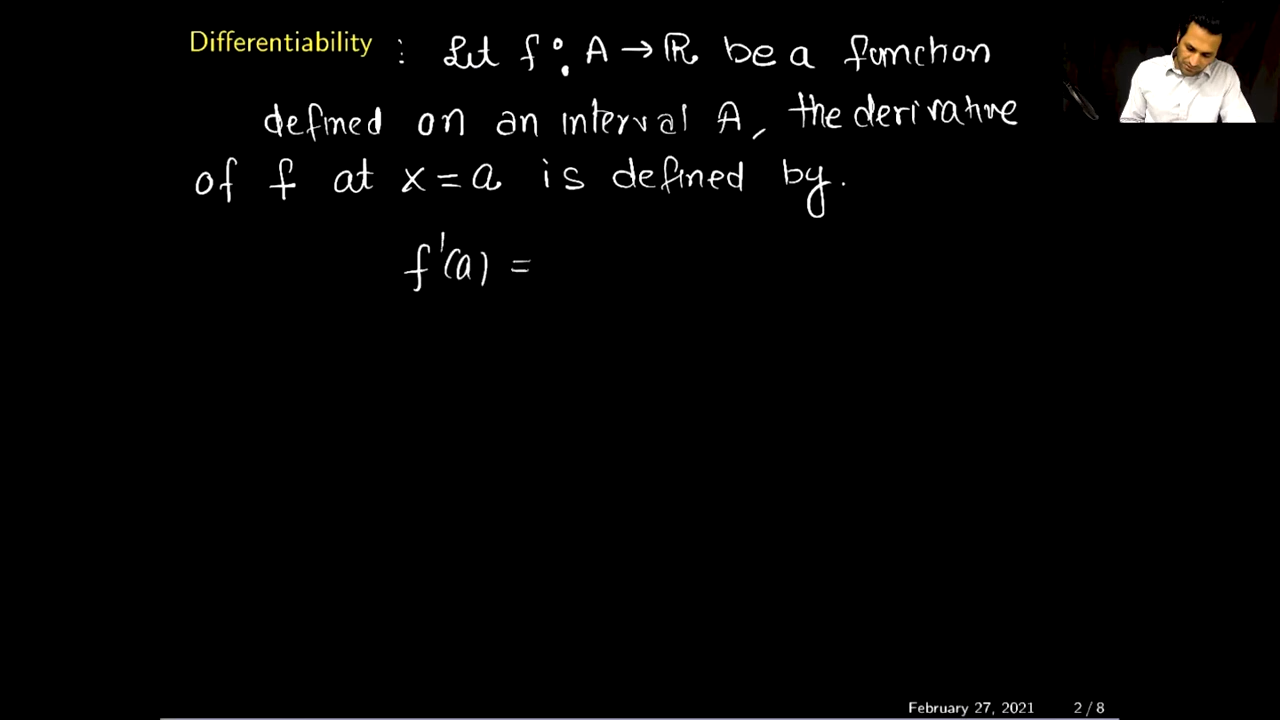 Differentiability : Let f : A → ℝ be a function
defined on an interval A, the derivative
of f at x = a is defined by.
f'(a) =
February 27, 2021 2 / 8